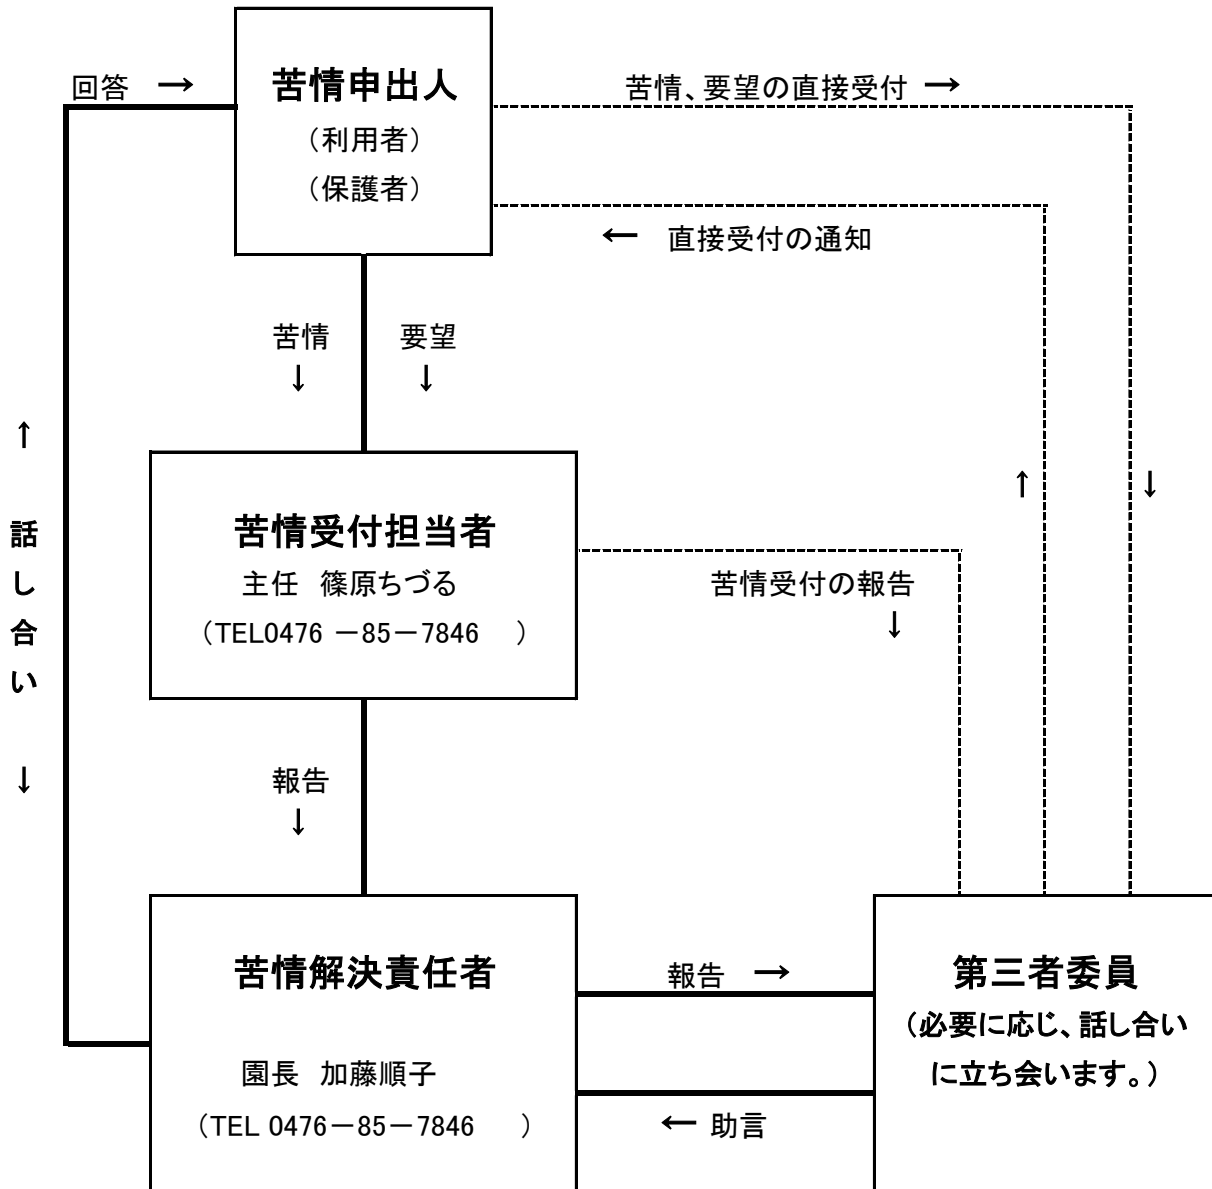 回答 →
苦情申出人
（利用者）
（保護者）
苦情、要望の直接受付 →
← 直接受付の通知
苦情 要望
↓ ↓
↑
話し合い
↓
↑ ↓
苦情受付担当者
主任 篠原ちづる
（TEL0476 －85－7846 ）
苦情受付の報告
↓
報告
↓
苦情解決責任者
園長 加藤順子
（TEL 0476－85－7846 ）
報告 →
← 助言
第三者委員
（必要に応じ、話し合い
に立ち会います。）